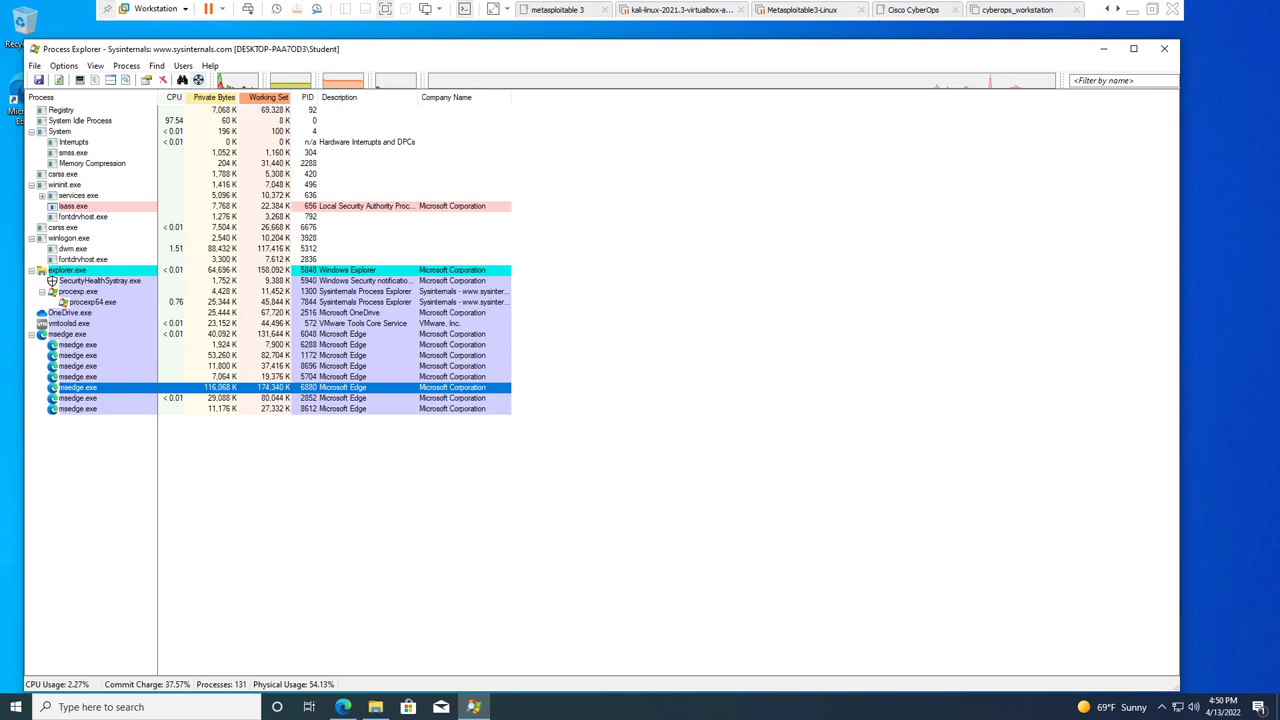 Workstation
metasploitable 3
kali-linux-2021.3-virtualbox-a...
Metasploitable3-Linux
Cisco CyberOps
cyberops_workstation
Process Explorer - Sysinternals: www.sysinternals.com [DESKTOP-PAA7OD3\Student]
File Options View Process Find Users Help
<Filter by name>
Process CPU Private Bytes Working Set PID Description Company Name
Registry 7,068 K 69,328 K 92
System Idle Process 97.54 60 K 8 K 0
System < 0.01 196 K 100 K 4
Interrupts < 0.01 0 K 0 K n/a Hardware Interrupts and DPCs
smss.exe 1,052 K 1,160 K 304
Memory Compression 204 K 31,440 K 2288
csrss.exe 1,788 K 5,308 K 420
wininit.exe 1,416 K 7,048 K 496
services.exe 5,096 K 10,372 K 636
lsass.exe 7,768 K 22,384 K 656 Local Security Authority Proc... Microsoft Corporation
fontdrvhost.exe 1,276 K 3,268 K 792
csrss.exe < 0.01 7,504 K 26,668 K 6676
winlogon.exe 2,540 K 10,204 K 3928
dwm.exe 1.51 88,432 K 117,416 K 5312
fontdrvhost.exe 3,300 K 7,612 K 2836
explorer.exe < 0.01 64,696 K 158,092 K 5848 Windows Explorer Microsoft Corporation
SecurityHealthSystray.exe 1,752 K 9,388 K 5940 Windows Security notificatio... Microsoft Corporation
procexp.exe 4,428 K 11,452 K 1300 Sysinternals Process Explorer Sysinternals - www.sysinter...
procexp64.exe 0.76 25,344 K 45,844 K 7844 Sysinternals Process Explorer Sysinternals - www.sysinter...
OneDrive.exe 25,444 K 67,720 K 2516 Microsoft OneDrive Microsoft Corporation
vmtoolsd.exe < 0.01 23,152 K 44,496 K 572 VMware Tools Core Service VMware, Inc.
msedge.exe < 0.01 40,092 K 131,644 K 6048 Microsoft Edge Microsoft Corporation
msedge.exe 1,924 K 7,900 K 6288 Microsoft Edge Microsoft Corporation
msedge.exe 53,260 K 82,704 K 1172 Microsoft Edge Microsoft Corporation
msedge.exe 11,800 K 37,416 K 8696 Microsoft Edge Microsoft Corporation
msedge.exe 7,064 K 19,376 K 5704 Microsoft Edge Microsoft Corporation
msedge.exe 116,068 K 174,340 K 6880 Microsoft Edge Microsoft Corporation
msedge.exe < 0.01 29,088 K 80,044 K 2852 Microsoft Edge Microsoft Corporation
msedge.exe 11,176 K 27,332 K 8612 Microsoft Edge Microsoft Corporation
CPU Usage: 2.27% Commit Charge: 37.57% Processes: 131 Physical Usage: 54.13%
Type here to search
69°F Sunny
4:50 PM
4/13/2022
1